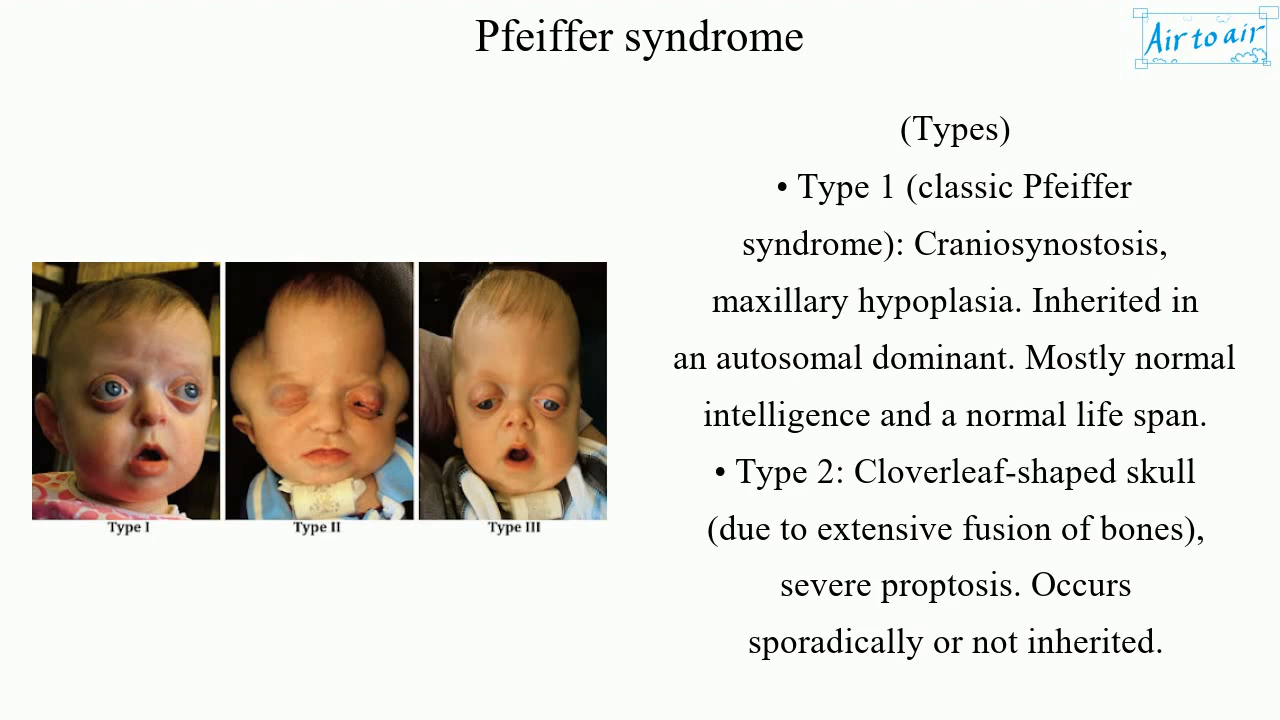 Pfeiffer syndrome
Air to air
(Types)
• Type 1 (classic Pfeiffer
syndrome): Craniosynostosis,
maxillary hypoplasia. Inherited in
an autosomal dominant. Mostly normal
intelligence and a normal life span.
• Type 2: Cloverleaf-shaped skull
(due to extensive fusion of bones),
severe proptosis. Occurs
sporadically or not inherited.
Type I
Type II
Type III